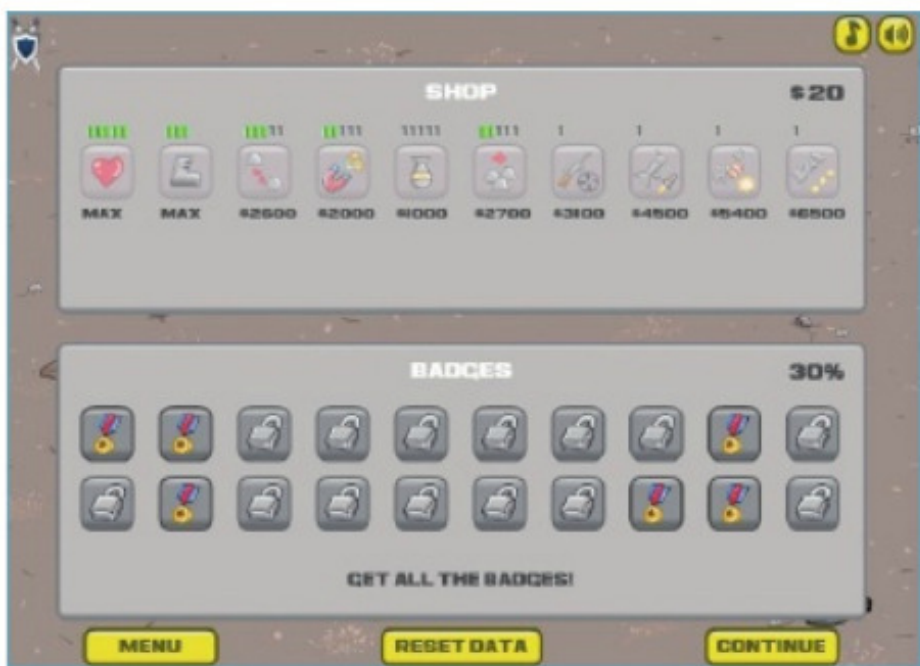 SHOP
$20
MAX MAX $2600 $2000 $1000 $2700 $3100 $4500 $5400 $6500
BADGES
30%
GET ALL THE BADGES!
MENU RESET DATA CONTINUE